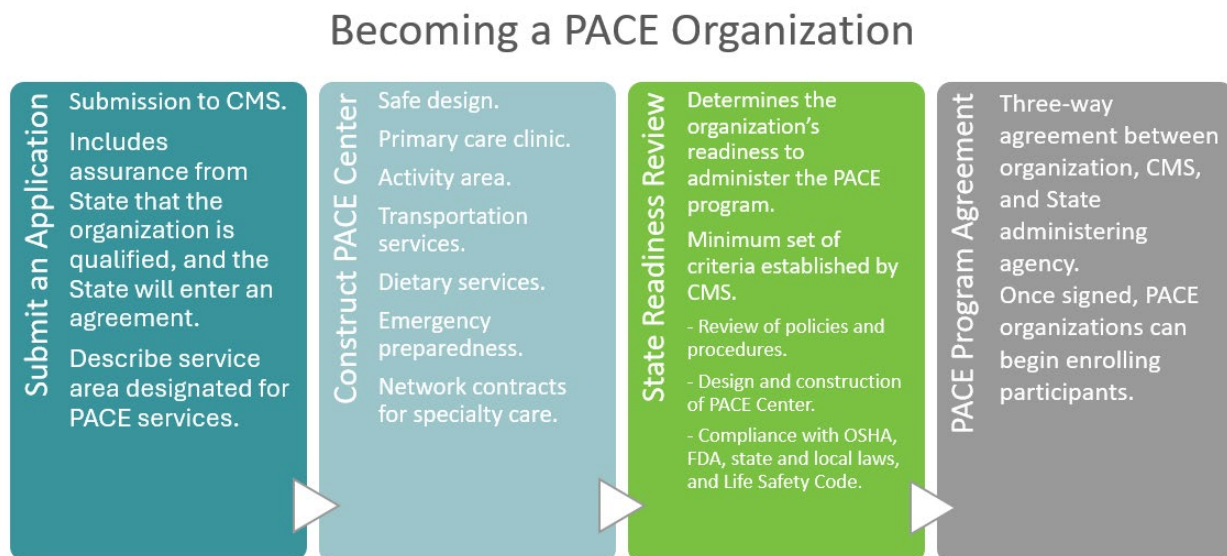 Becoming a PACE Organization
Submit an Application
Submission to CMS.
Includes
assurance from
State that the
organization is
qualified, and the
State will enter an
agreement.
Describe service
area designated for
PACE services.
Construct PACE Center
Safe design.
Primary care clinic.
Activity area.
Transportation
services.
Dietary services.
Emergency
preparedness.
Network contracts
for specialty care.
State Readiness Review
Determines the
organization's
readiness to
administer the PACE
program.
Minimum set of
criteria established by
CMS.
- Review of policies and
procedures.
- Design and construction
of PACE Center.
- Compliance with OSHA,
FDA, state and local laws,
and Life Safety Code.
PACE Program Agreement
Three-way
agreement between
organization, CMS,
and State
administering
agency.
Once signed, PACE
organizations can
begin enrolling
participants.